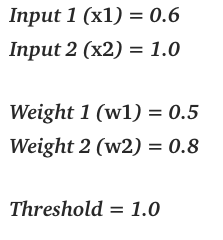 Input 1 (x1) = 0.6
Input 2 (x2) = 1.0
Weight 1 (w1) = 0.5
Weight 2 (w2) = 0.8
Threshold = 1.0